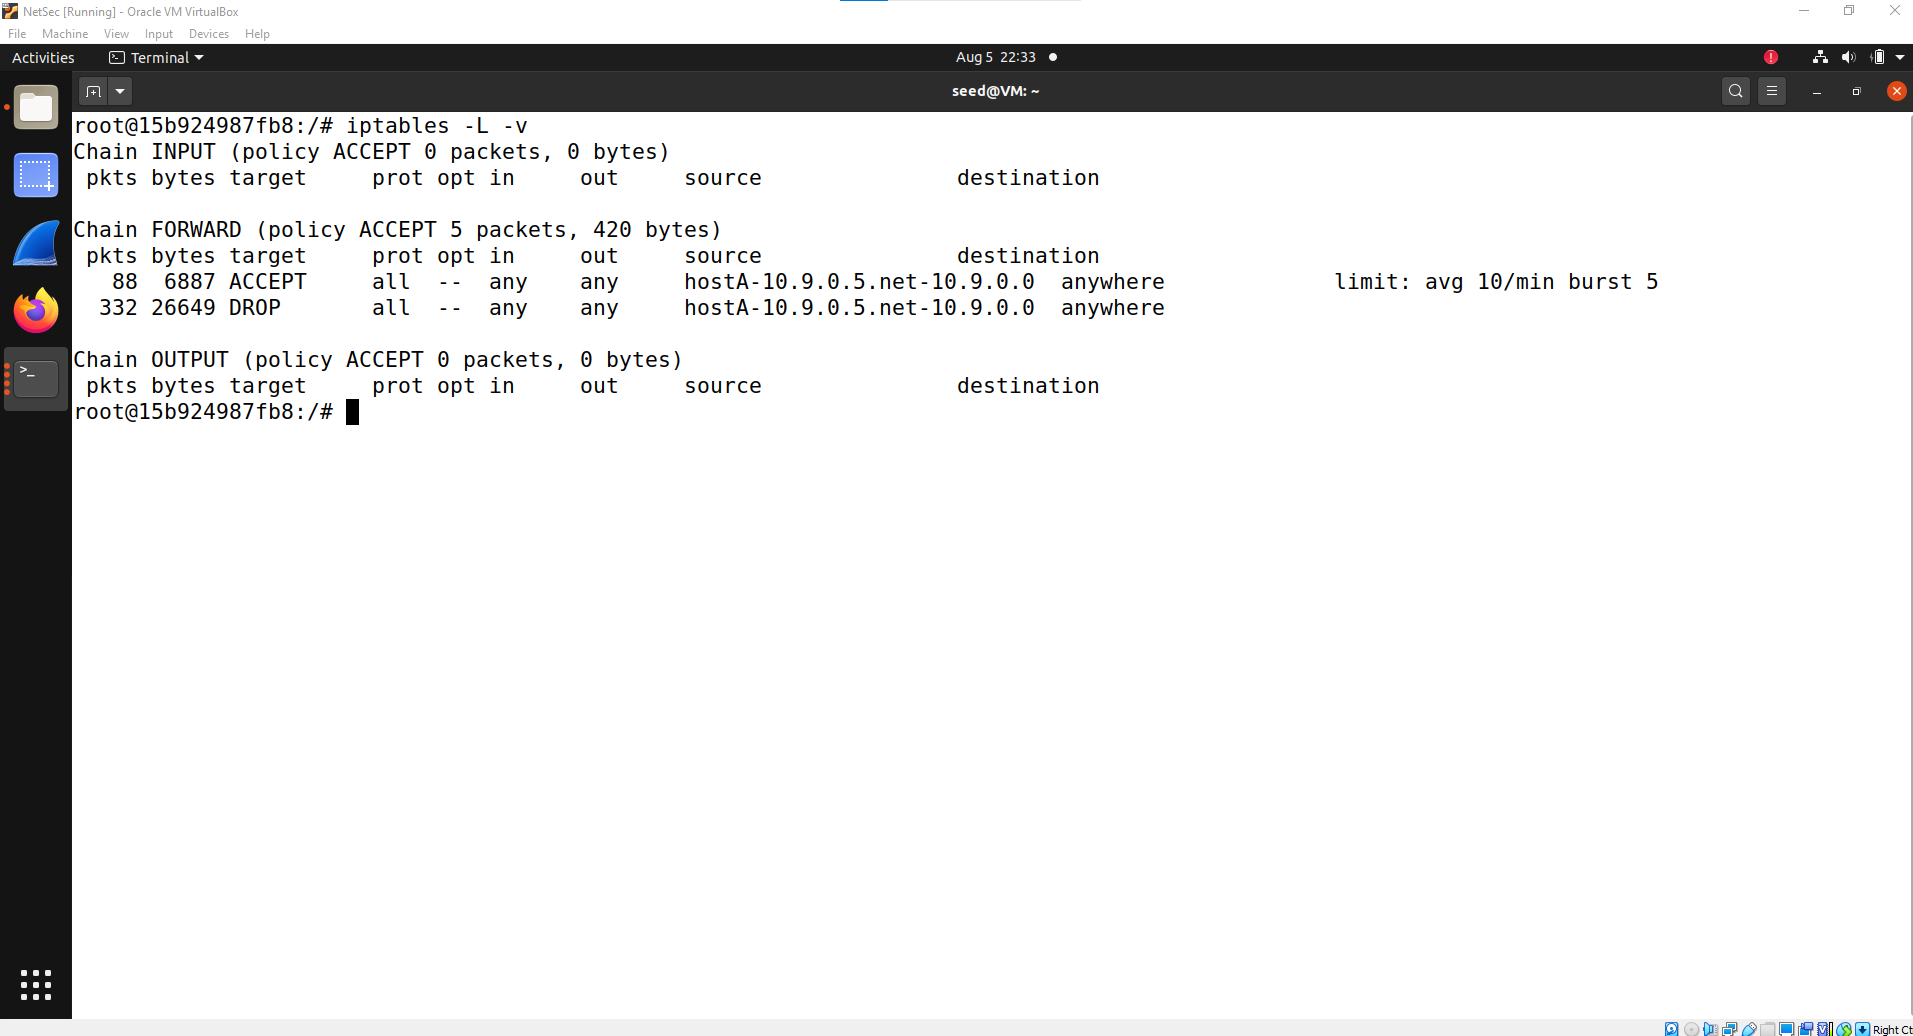 NetSec [Running] - Oracle VM VirtualBox
File Machine View Input Devices Help
Activities Terminal Aug 5 22:33
seed@VM: ~
root@15b924987fb8:/# iptables -L -v
Chain INPUT (policy ACCEPT 0 packets, 0 bytes)
pkts bytes target prot opt in out source destination
Chain FORWARD (policy ACCEPT 5 packets, 420 bytes)
pkts bytes target prot opt in out source destination
88 6887 ACCEPT all -- any any hostA-10.9.0.5.net-10.9.0.0 anywhere limit: avg 10/min burst 5
332 26649 DROP all -- any any hostA-10.9.0.5.net-10.9.0.0 anywhere
Chain OUTPUT (policy ACCEPT 0 packets, 0 bytes)
pkts bytes target prot opt in out source destination
root@15b924987fb8:/#
Right Ct